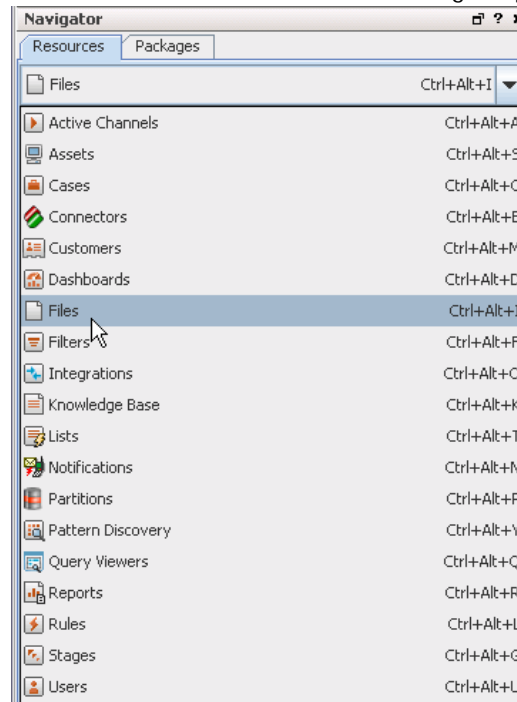 Navigator
Resources Packages
Files Ctrl+Alt+I
Active Channels Ctrl+Alt+A
Assets Ctrl+Alt+S
Cases Ctrl+Alt+C
Connectors Ctrl+Alt+E
Customers Ctrl+Alt+M
Dashboards Ctrl+Alt+D
Files Ctrl+Alt+I
Filters Ctrl+Alt+F
Integrations Ctrl+Alt+O
Knowledge Base Ctrl+Alt+K
Lists Ctrl+Alt+T
Notifications Ctrl+Alt+N
Partitions Ctrl+Alt+P
Pattern Discovery Ctrl+Alt+Y
Query Viewers Ctrl+Alt+Q
Reports Ctrl+Alt+R
Rules Ctrl+Alt+L
Stages Ctrl+Alt+G
Users Ctrl+Alt+U